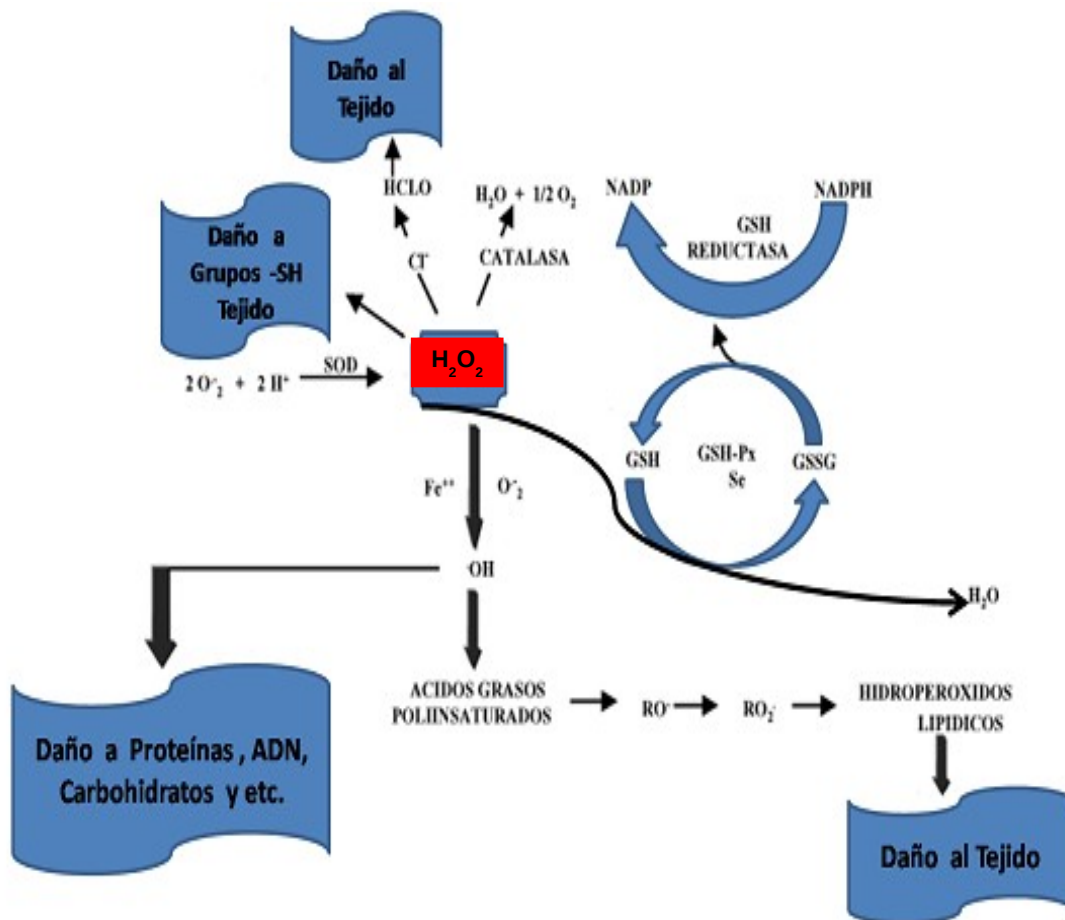 Daño al
Tejido
HCLO
H₂O + 1/2 O₂
NADP
NADPH
GSH
REDUCTASA
Daño a
Grupos -SH
Tejido
Cl⁻
CATALASA
H₂O₂
SOD
2 O⁻₂ + 2 H⁺
GSH
GSH-Px
Se
GSSG
Fe⁺⁺
O⁻₂
·OH
H₂O
ACIDOS GRASOS
POLIINSATURADOS
RO·
RO₂·
HIDROPEROXIDOS
LIPIDICOS
Daño a Proteínas , ADN,
Carbohidratos y etc.
Daño al Tejido